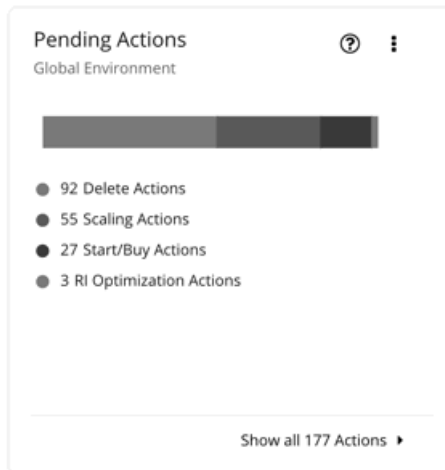 Pending Actions
Global Environment
92 Delete Actions
55 Scaling Actions
27 Start/Buy Actions
3 RI Optimization Actions
Show all 177 Actions